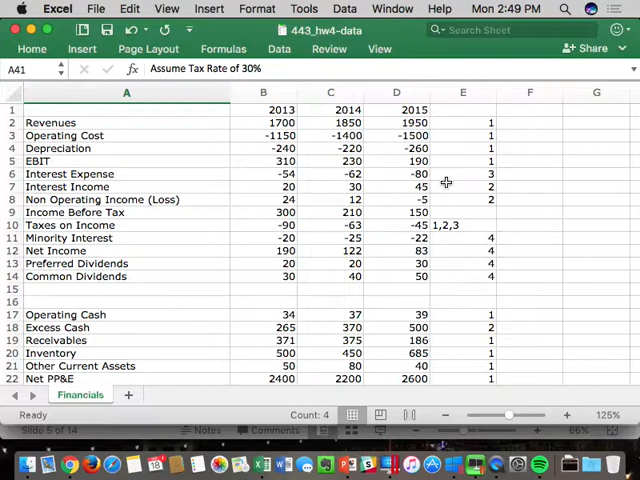 Excel File Edit View Insert Format Tools Data Window Help Mon 2:49 PM
443_hw4-data
Search Sheet
Home Insert Page Layout Formulas Data Review View Share
A41 fx Assume Tax Rate of 30%
A B C D E F G
1 2013 2014 2015
2 Revenues 1700 1850 1950 1
3 Operating Cost -1150 -1400 -1500 1
4 Depreciation -240 -220 -260 1
5 EBIT 310 230 190 1
6 Interest Expense -54 -62 -80 3
7 Interest Income 20 30 45 2
8 Non Operating Income (Loss) 24 12 -5 2
9 Income Before Tax 300 210 150
10 Taxes on Income -90 -63 -45 1,2,3
11 Minority Interest -20 -25 -22 4
12 Net Income 190 122 83 4
13 Preferred Dividends 20 20 30 4
14 Common Dividends 30 40 50 4
15
16
17 Operating Cash 34 37 39 1
18 Excess Cash 265 370 500 2
19 Receivables 371 375 186 1
20 Inventory 500 450 685 1
21 Other Current Assets 50 80 40 1
22 Net PP&E 2400 2200 2600 1
Financials
Ready Count: 4 125%
Slide 5 of 14 Notes Comments 66%